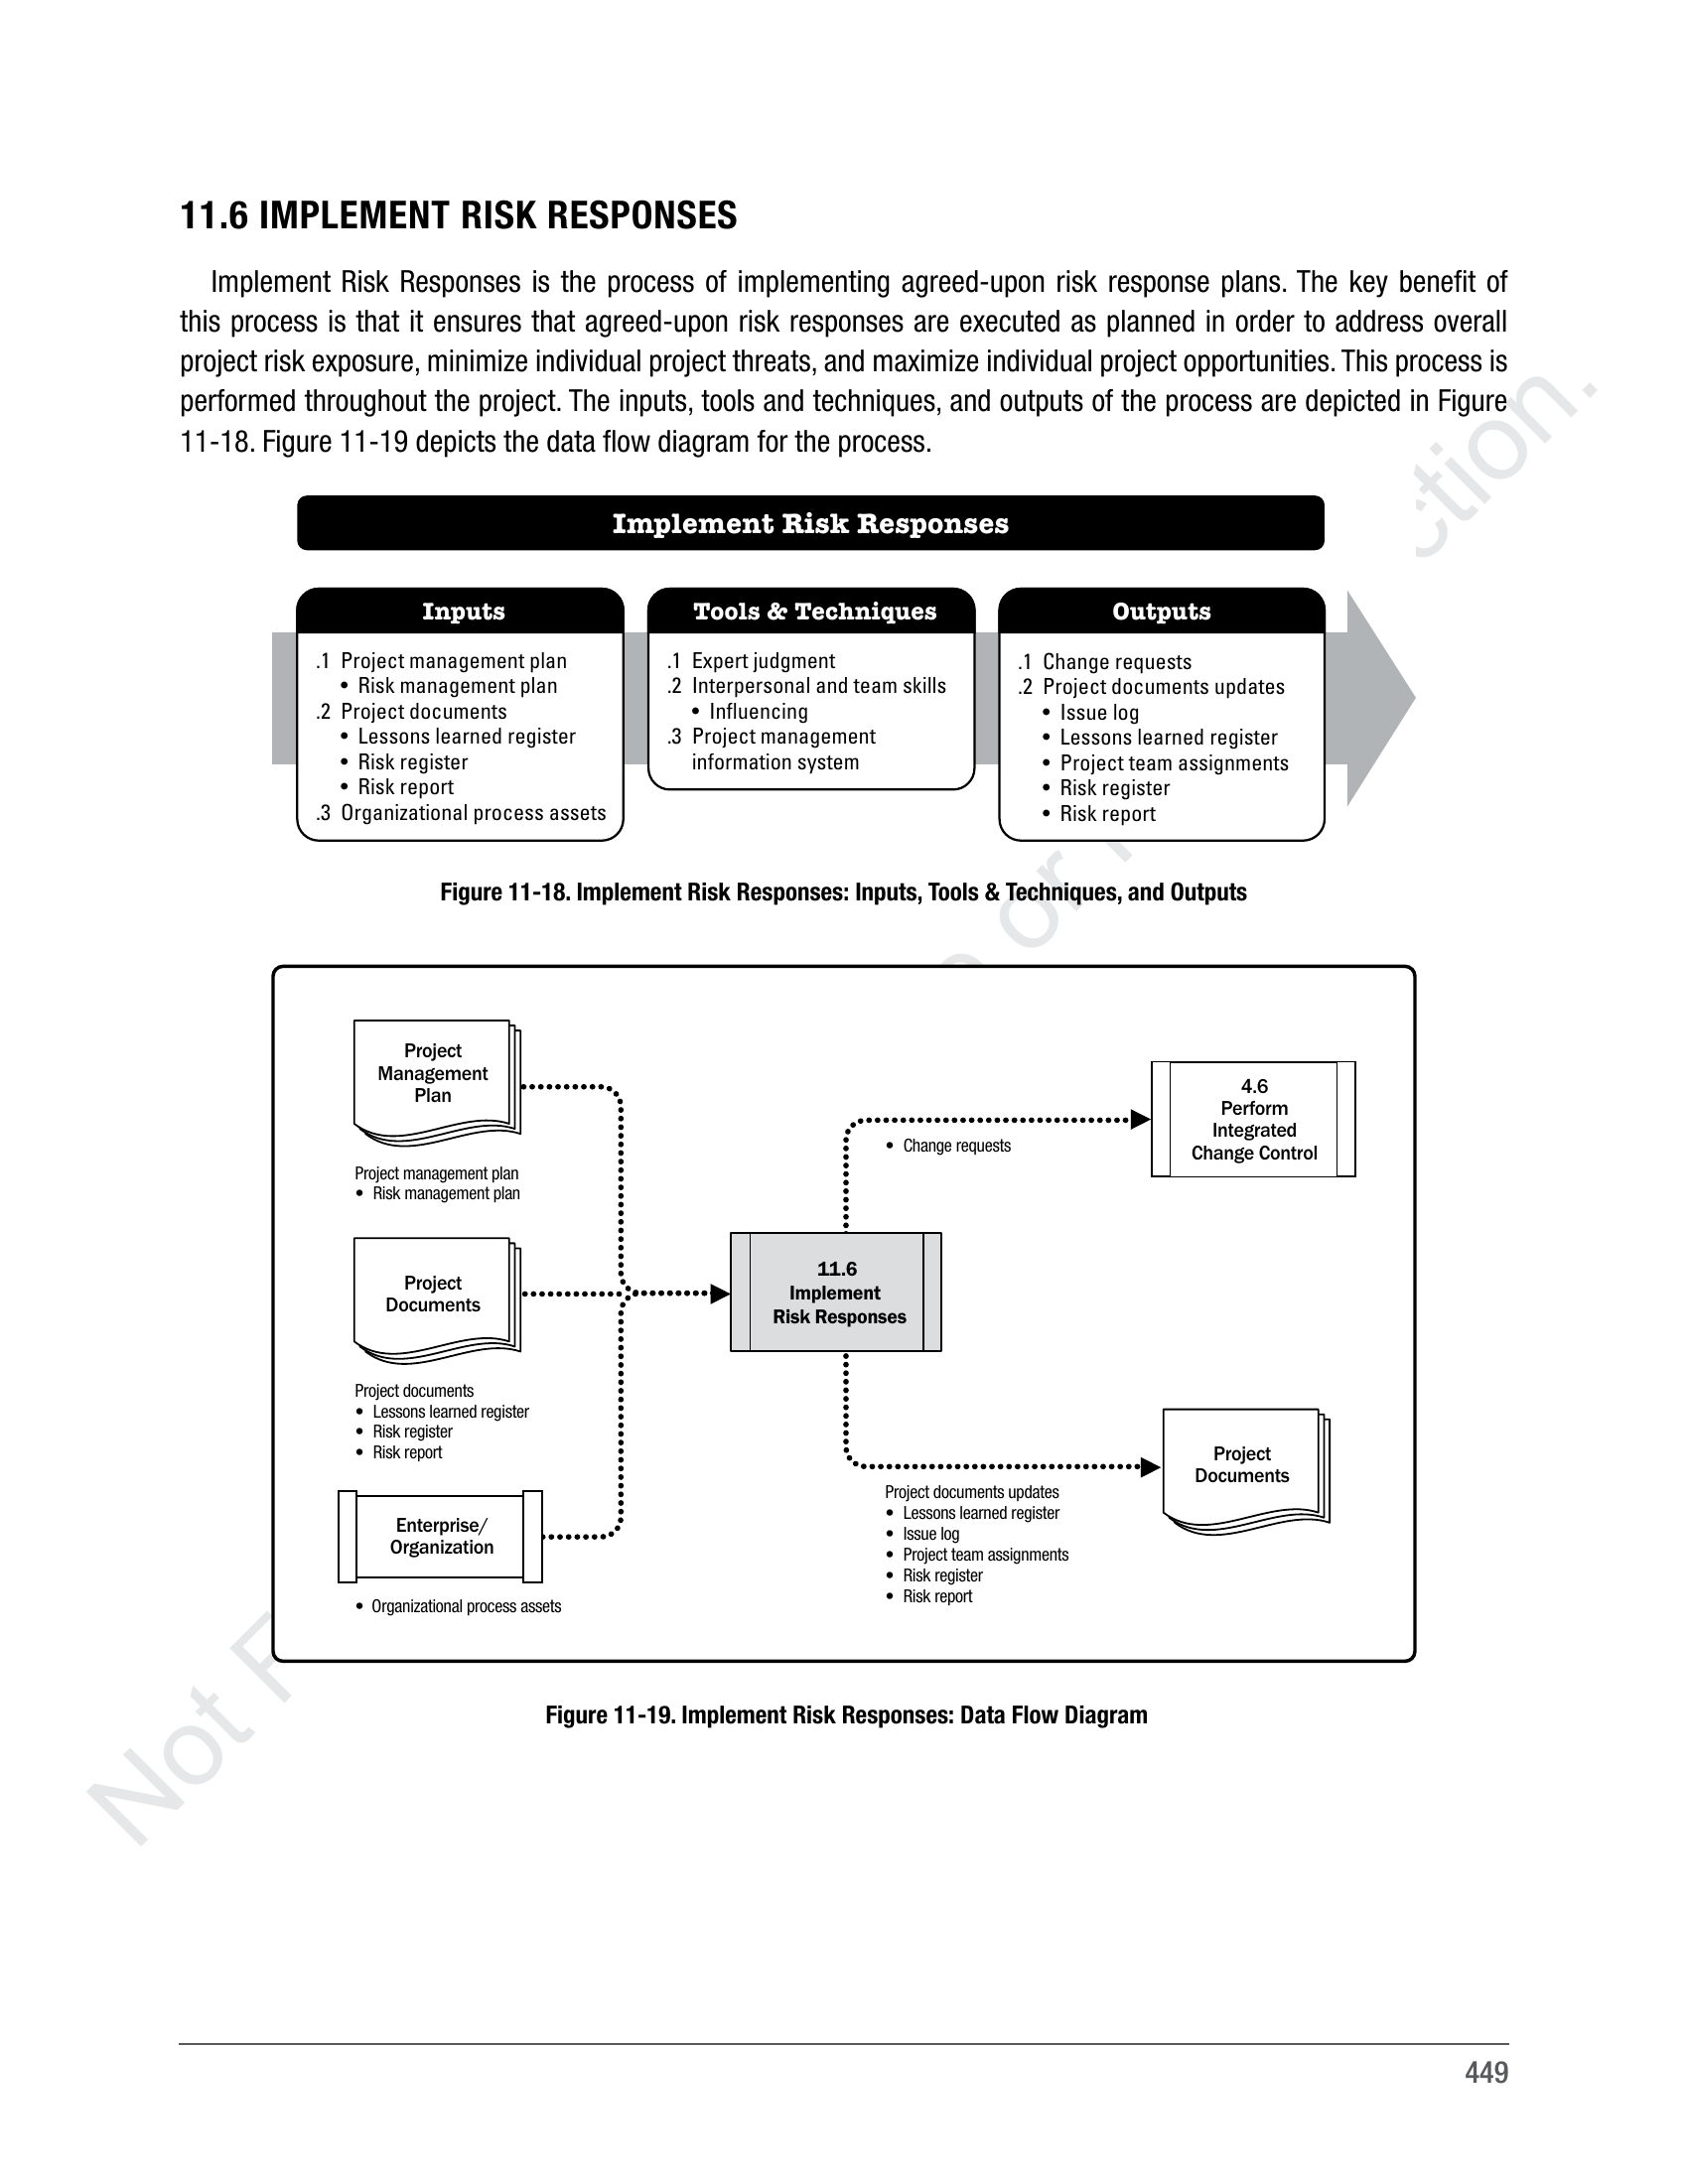 11.6 IMPLEMENT RISK RESPONSES
Implement Risk Responses is the process of implementing agreed-upon risk response plans. The key benefit of
this process is that it ensures that agreed-upon risk responses are executed as planned in order to address overall
project risk exposure, minimize individual project threats, and maximize individual project opportunities. This process is
performed throughout the project. The inputs, tools and techniques, and outputs of the process are depicted in Figure
11-18. Figure 11-19 depicts the data flow diagram for the process.
Implement Risk Responses
Inputs
.1 Project management plan
• Risk management plan
.2 Project documents
• Lessons learned register
• Risk register
• Risk report
.3 Organizational process assets
Tools & Techniques
.1 Expert judgment
.2 Interpersonal and team skills
• Influencing
.3 Project management
information system
Outputs
.1 Change requests
.2 Project documents updates
• Issue log
• Lessons learned register
• Project team assignments
• Risk register
• Risk report
Figure 11-18. Implement Risk Responses: Inputs, Tools & Techniques, and Outputs
Project
Management
Plan
Project management plan
• Risk management plan
Project
Documents
Project documents
• Lessons learned register
• Risk register
• Risk report
Enterprise/
Organization
• Organizational process assets
11.6
Implement
Risk Responses
• Change requests
4.6
Perform
Integrated
Change Control
Project documents updates
• Lessons learned register
• Issue log
• Project team assignments
• Risk register
• Risk report
Project
Documents
Figure 11-19. Implement Risk Responses: Data Flow Diagram
Not
or
449